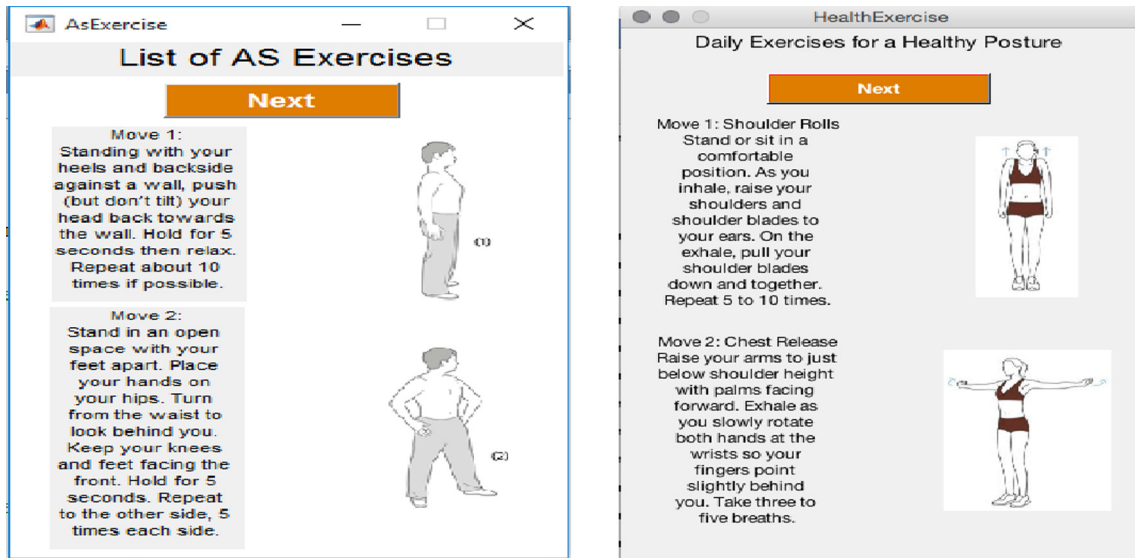 AsExercise
List of AS Exercises
Next
Move 1:
Standing with your
heels and backside
against a wall, push
(but don't tilt) your
head back towards
the wall. Hold for 5
seconds then relax.
Repeat about 10
times if possible.
(1)
Move 2:
Stand in an open
space with your
feet apart. Place
your hands on
your hips. Turn
from the waist to
look behind you.
Keep your knees
and feet facing the
front. Hold for 5
seconds. Repeat
to the other side, 5
times each side.
(2)
HealthExercise
Daily Exercises for a Healthy Posture
Next
Move 1: Shoulder Rolls
Stand or sit in a
comfortable
position. As you
inhale, raise your
shoulders and
shoulder blades to
your ears. On the
exhale, pull your
shoulder blades
down and together.
Repeat 5 to 10 times.
Move 2: Chest Release
Raise your arms to just
below shoulder height
with palms facing
forward. Exhale as
you slowly rotate
both hands at the
wrists so your
fingers point
slightly behind
you. Take three to
five breaths.